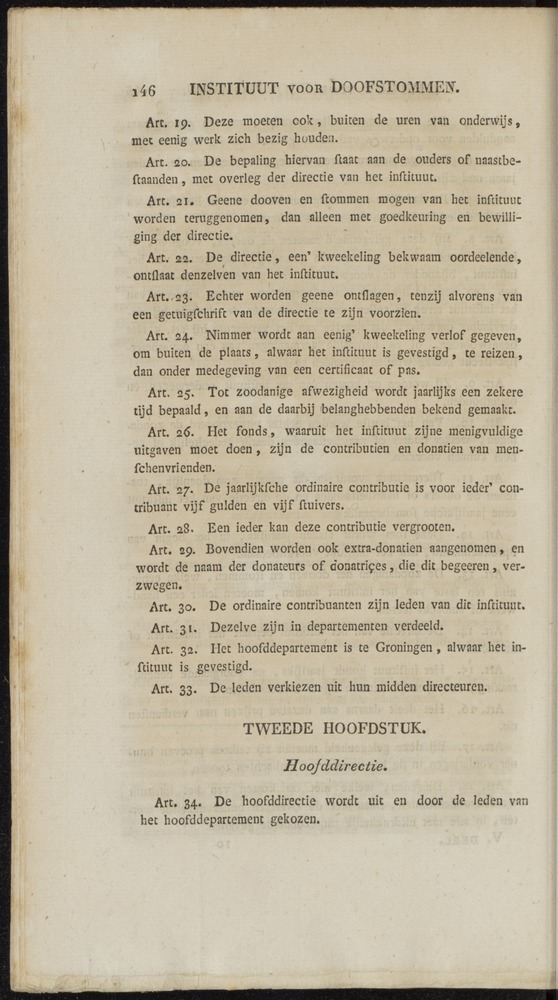 146 INSTITUUT VOOR DOOFSTOMMEN.
Art. 19. Deze moeten ook, buiten de uren van onderwijs,
met eenig werk zich bezig houden.
Art. 20. De bepaling hiervan ſtaat aan de ouders of naastbe-
ſtaanden, met overleg der directie van het inſtituut.
Art. 21. Geene dooven en ſtommen mogen van het inſtituut
worden teruggenomen, dan alleen met goedkeuring en bewilli-
ging der directie.
Art. 22. De directie, een' kweekeling bekwaam oordeelende,
ontſlaat denzelven van het inſtituut.
Art. 23. Echter worden geene ontſlagen, tenzij alvorens van
een getuigſchrift van de directie te zijn voorzien.
Art. 24. Nimmer wordt aan eenig' kweekeling verlof gegeven,
om buiten de plaats, alwaar het inſtituut is gevestigd, te reizen,
dan onder medegeving van een certificaat of pas.
Art. 25. Tot zoodanige afwezigheid wordt jaarlijks een zekere
tijd bepaald, en aan de daarbij belanghebbenden bekend gemaakt.
Art. 26. Het fonds, waaruit het inſtituut zijne menigvuldige
uitgaven moet doen, zijn de contributien en donatien van men-
ſchenvrienden.
Art. 27. De jaarlijkſche ordinaire contributie is voor ieder' con-
tribuant vijf gulden en vijf ſtuivers.
Art. 28. Een ieder kan deze contributie vergrooten.
Art. 29. Bovendien worden ook extra-donatien aangenomen, en
wordt de naam der donateurs of donatriçes, die dit begeeren, ver-
zwegen.
Art. 30. De ordinaire contribuanten zijn leden van dit inſtituut.
Art. 31. Dezelve zijn in departementen verdeeld.
Art. 32. Het hoofddepartement is te Groningen, alwaar het in-
ſtituut is gevestigd.
Art. 33. De leden verkiezen uit hun midden directeuren.
TWEEDE HOOFDSTUK.
Hoofddirectie.
Art. 34. De hoofddirectie wordt uit en door de leden van
het hoofddepartement gekozen.